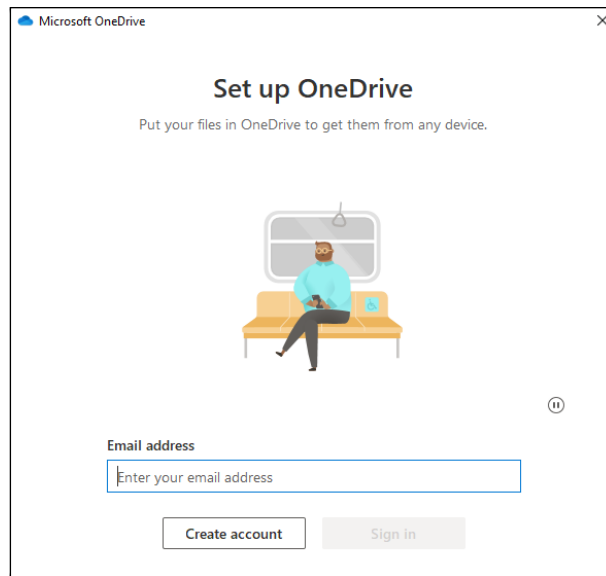 Microsoft OneDrive
Set up OneDrive
Put your files in OneDrive to get them from any device.
Email address
Enter your email address
Create account
Sign in